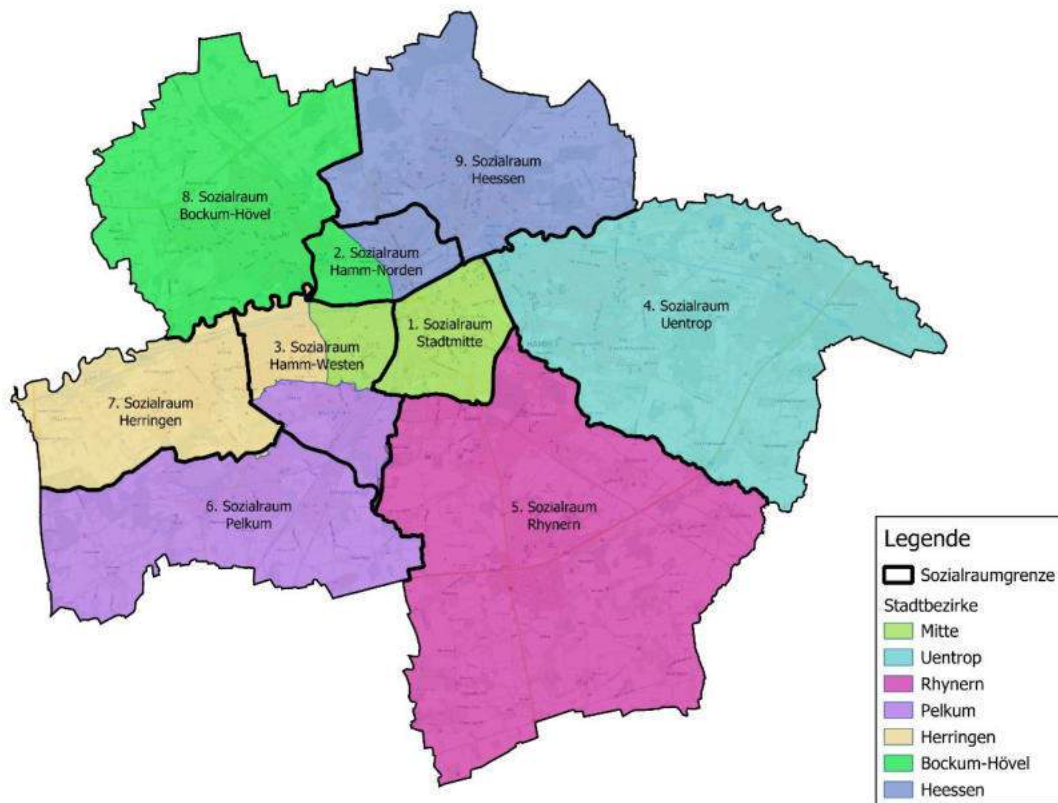 9. Sozialraum
Heessen
8. Sozialraum
Bockum-Hövel
2. Sozialraum
Hamm-Norden
4. Sozialraum
Uentrop
1. Sozialraum
Stadtmitte
3. Sozialraum
Hamm-Westen
7. Sozialraum
Herringen
6. Sozialraum
Pelkum
5. Sozialraum
Rhynern
Legende
Sozialraumgrenze
Stadtbezirke
Mitte
Uentrop
Rhynern
Pelkum
Herringen
Bockum-Hövel
Heessen